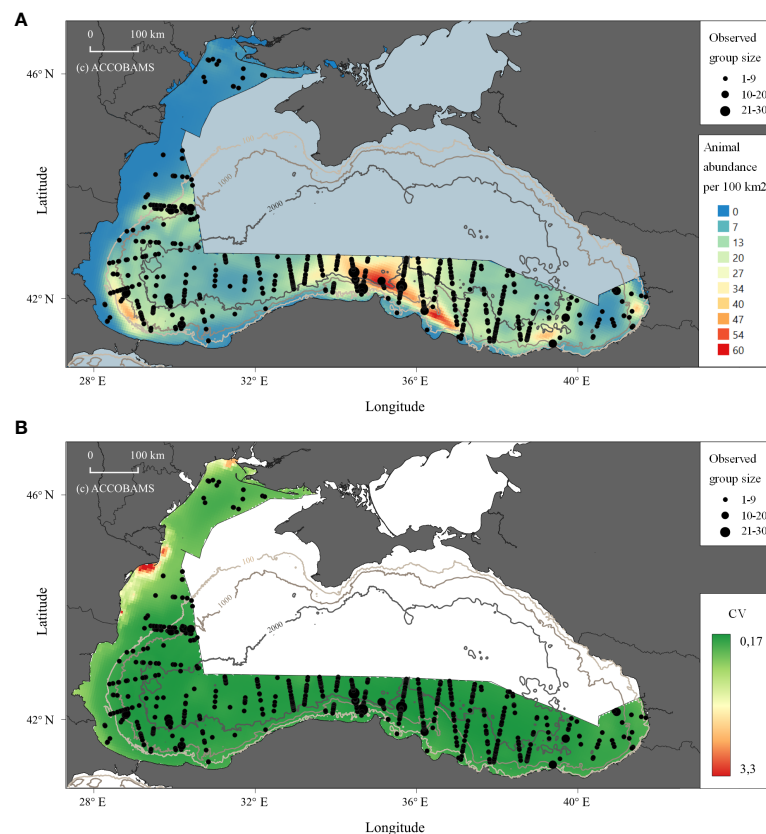 A
0 100 km
(c) ACCOBAMS
46° N
42° N
Latitude
1000
2000
28° E 32° E 36° E 40° E
Longitude
Observed
group size
1-9
10-20
21-30
Animal
abundance
per 100 km2
0
7
13
20
27
34
40
47
54
60
B
0 100 km
(c) ACCOBAMS
46° N
42° N
Latitude
100
1000
2000
28° E 32° E 36° E 40° E
Longitude
Observed
group size
1-9
10-20
21-30
CV
0,17
3,3